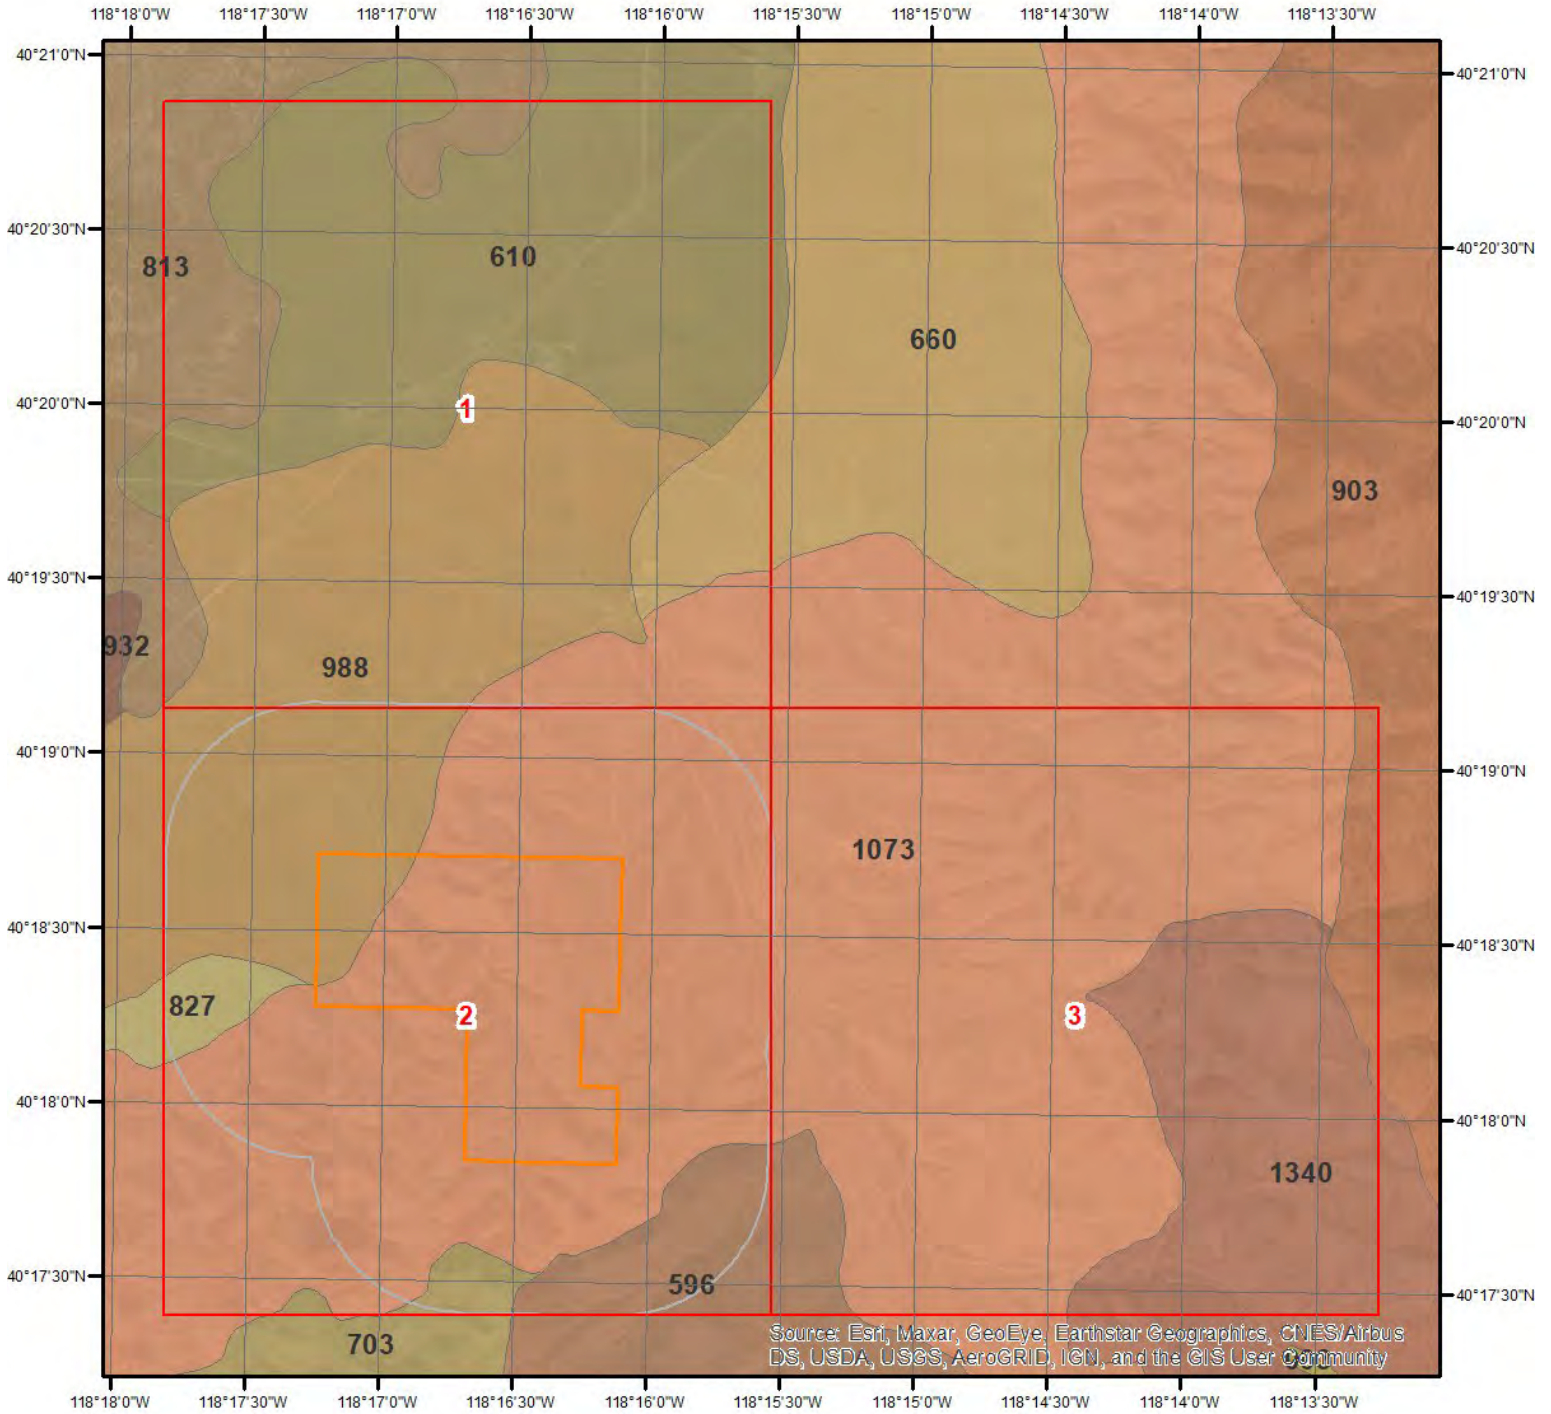 118°18'0"W 118°17'30"W 118°17'0"W 118°16'30"W 118°16'0"W 118°15'30"W 118°15'0"W 118°14'30"W 118°14'0"W 118°13'30"W
40°21'0"N
40°21'0"N
40°20'30"N
40°20'30"N
813
610
660
40°20'0"N
1
40°20'0"N
903
40°19'30"N
40°19'30"N
932
988
40°19'0"N
40°19'0"N
1073
40°18'30"N
40°18'30"N
827
2
3
40°18'0"N
40°18'0"N
1340
40°17'30"N
596
40°17'30"N
703
Source: Esri, Maxar, GeoEye, Earthstar Geographics, CNES/Airbus
DS, USDA, USGS, AeroGRID, IGN, and the GIS User Community
118°18'0"W 118°17'30"W 118°17'0"W 118°16'30"W 118°16'0"W 118°15'30"W 118°15'0"W 118°14'30"W 118°14'0"W 118°13'30"W